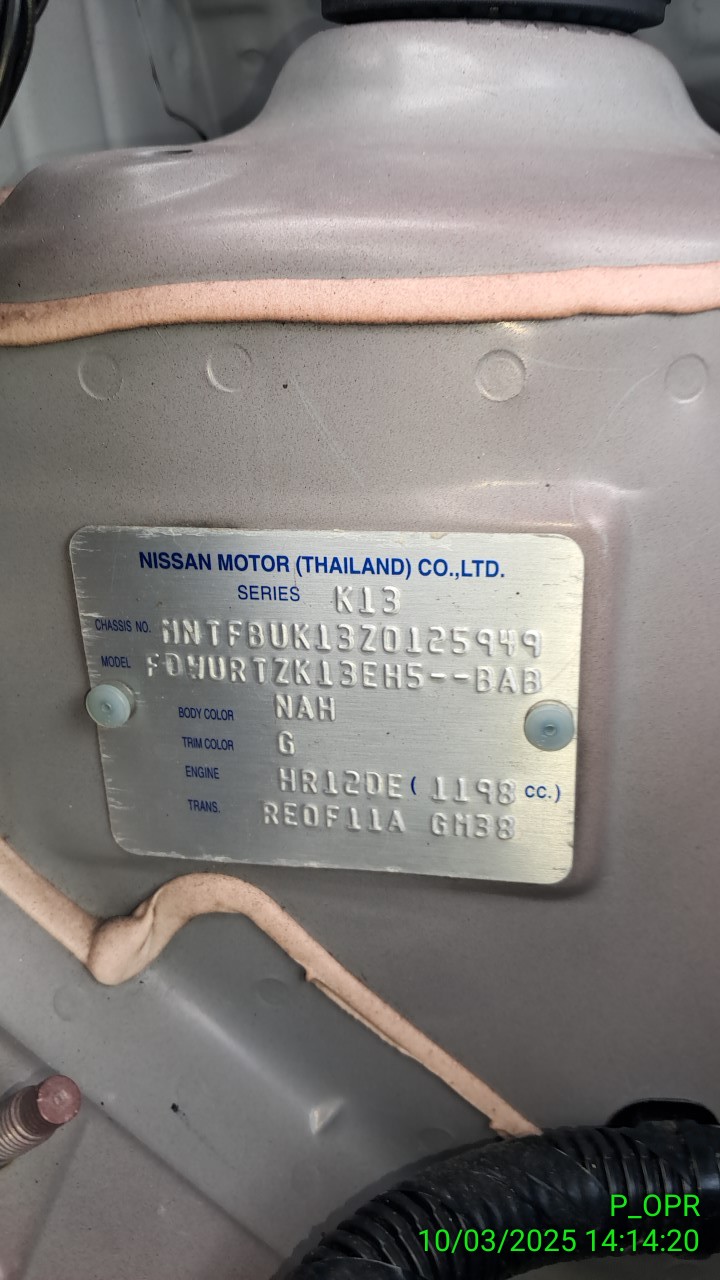 NISSAN MOTOR (THAILAND) CO.,LTD.
SERIES K13
CHASSIS NO. MNTFBUK13Z0125949
MODEL FDWURTZK13EH5--BAB
BODY COLOR NAH
TRIM COLOR G
ENGINE HR12DE ( 1198 CC.)
TRANS. RE0F11A GH38
P_OPR
10/03/2025 14:14:20